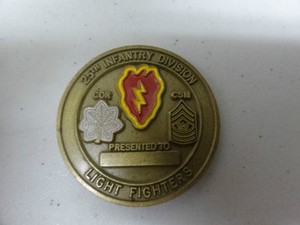 25TH INFANTRY DIVISION
CDR
CSM
PRESENTED TO
LIGHT FIGHTERS